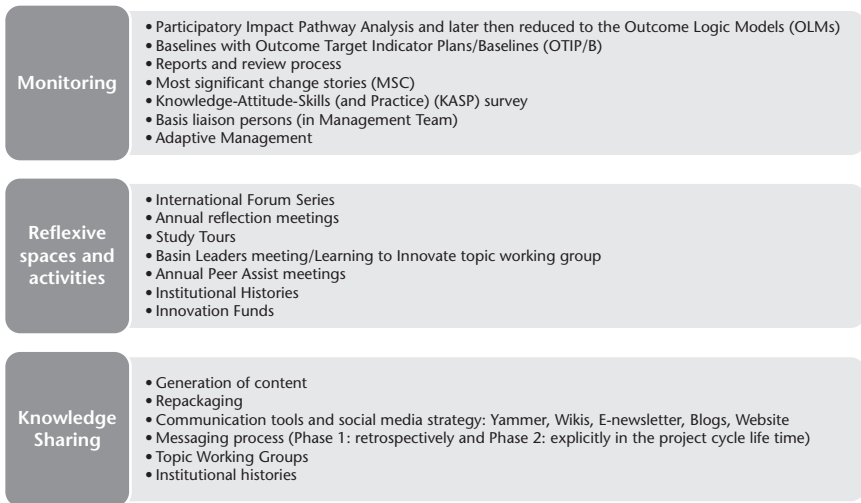 Monitoring
• Participatory Impact Pathway Analysis and later then reduced to the Outcome Logic Models (OLMs)
• Baselines with Outcome Target Indicator Plans/Baselines (OTIP/B)
• Reports and review process
• Most significant change stories (MSC)
• Knowledge-Attitude-Skills (and Practice) (KASP) survey
• Basis liaison persons (in Management Team)
• Adaptive Management
Reflexive
spaces and
activities
• International Forum Series
• Annual reflection meetings
• Study Tours
• Basin Leaders meeting/Learning to Innovate topic working group
• Annual Peer Assist meetings
• Institutional Histories
• Innovation Funds
Knowledge
Sharing
• Generation of content
• Repackaging
• Communication tools and social media strategy: Yammer, Wikis, E-newsletter, Blogs, Website
• Messaging process (Phase 1: retrospectively and Phase 2: explicitly in the project cycle life time)
• Topic Working Groups
• Institutional histories